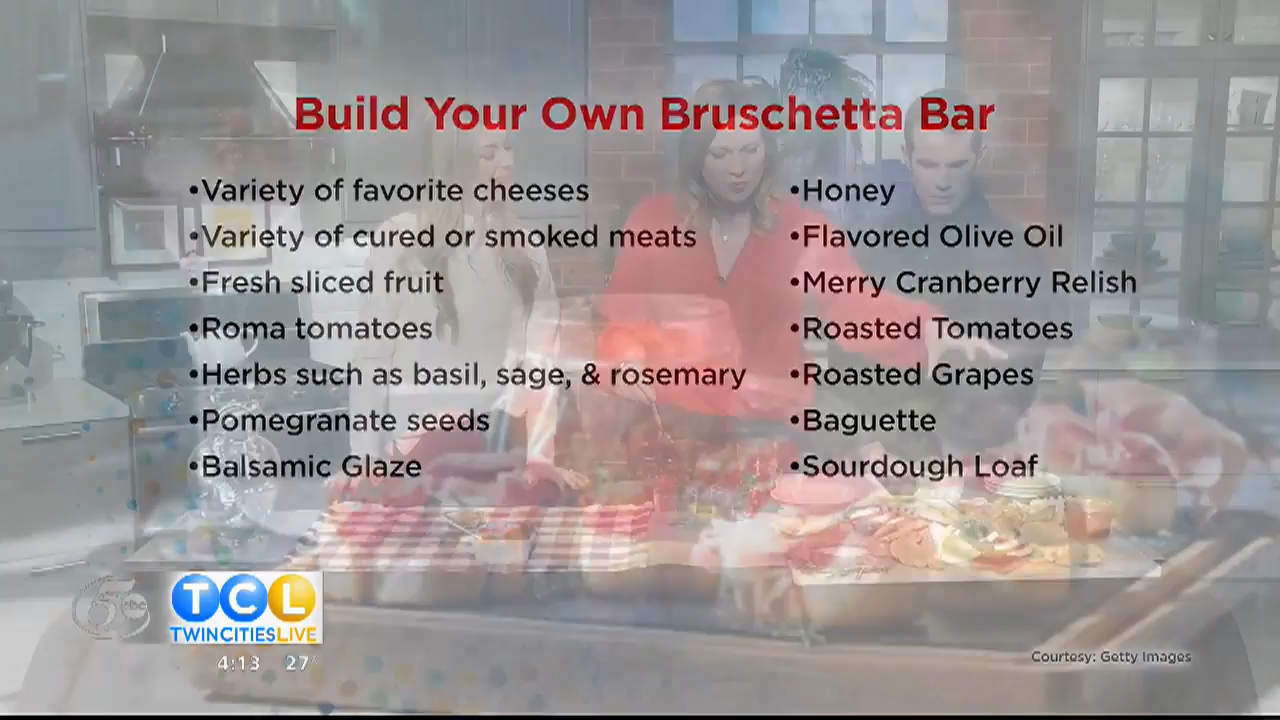 Build Your Own Bruschetta Bar
•Variety of favorite cheeses
•Variety of cured or smoked meats
•Fresh sliced fruit
•Roma tomatoes
•Herbs such as basil, sage, & rosemary
•Pomegranate seeds
•Balsamic Glaze
•Honey
•Flavored Olive Oil
•Merry Cranberry Relish
•Roasted Tomatoes
•Roasted Grapes
•Baguette
•Sourdough Loaf
5 abc
TCL
TWINCITIESLIVE
4:13 27°
Courtesy: Getty Images